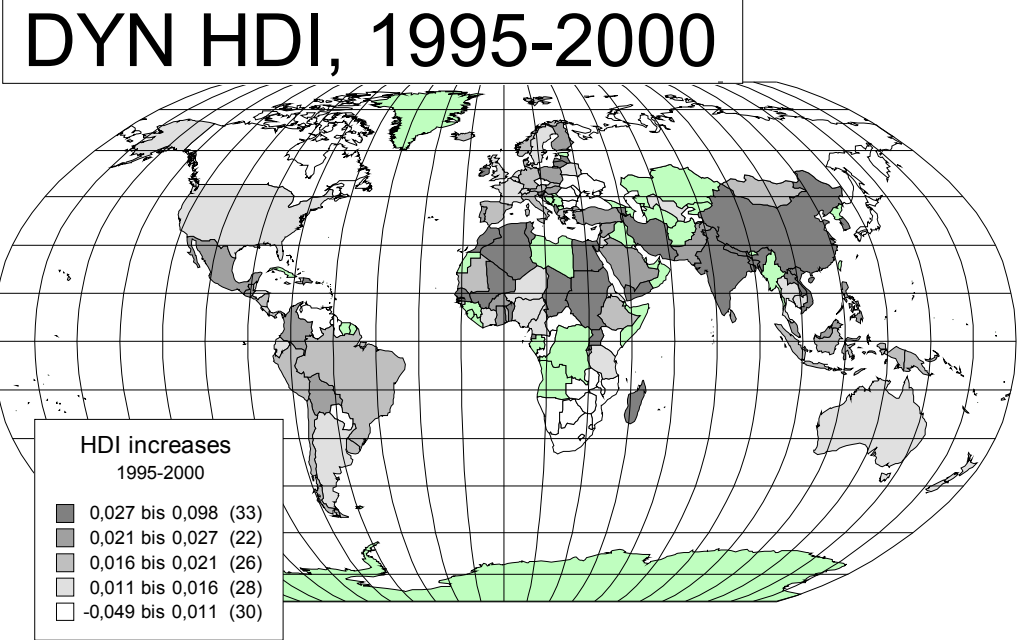 DYN HDI, 1995-2000
HDI increases
1995-2000
0,027 bis 0,098 (33)
0,021 bis 0,027 (22)
0,016 bis 0,021 (26)
0,011 bis 0,016 (28)
-0,049 bis 0,011 (30)